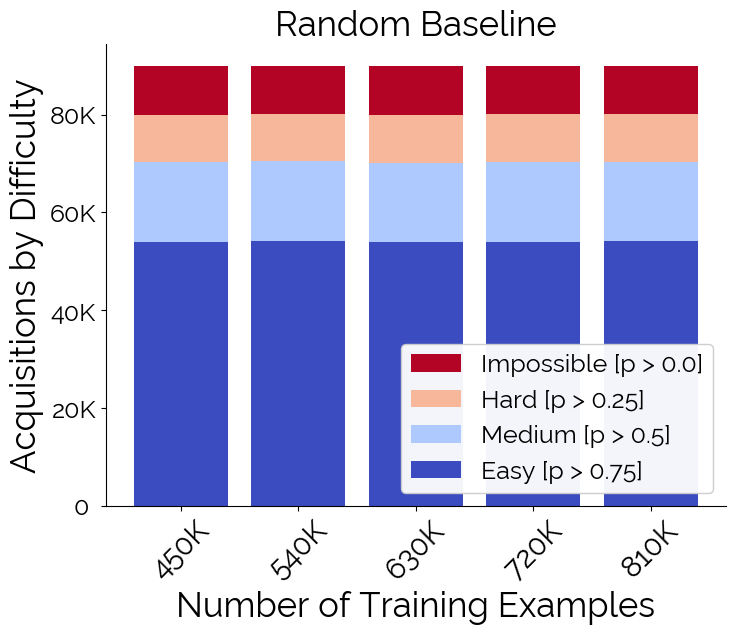 Random Baseline
Acquisitions by Difficulty
80K
60K
40K
20K
0
Impossible [p > 0.0]
Hard [p > 0.25]
Medium [p > 0.5]
Easy [p > 0.75]
450K
540K
630K
720K
810K
Number of Training Examples